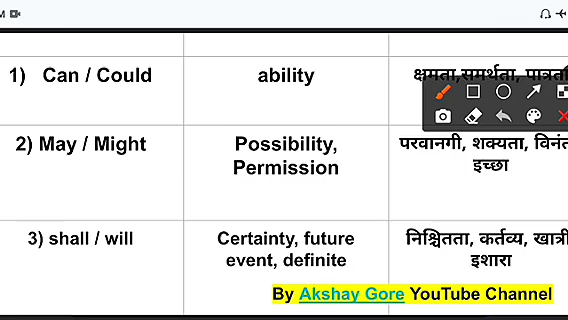 M
1) Can / Could ability क्षमता,समर्थता,
2) May / Might Possibility, Permission परवानगी, शक्यता, इच्छा
3) shall / will Certainty, future event, definite निश्चितता, कर्तव्य, खात्री इशारा
By Akshay Gore YouTube Channel